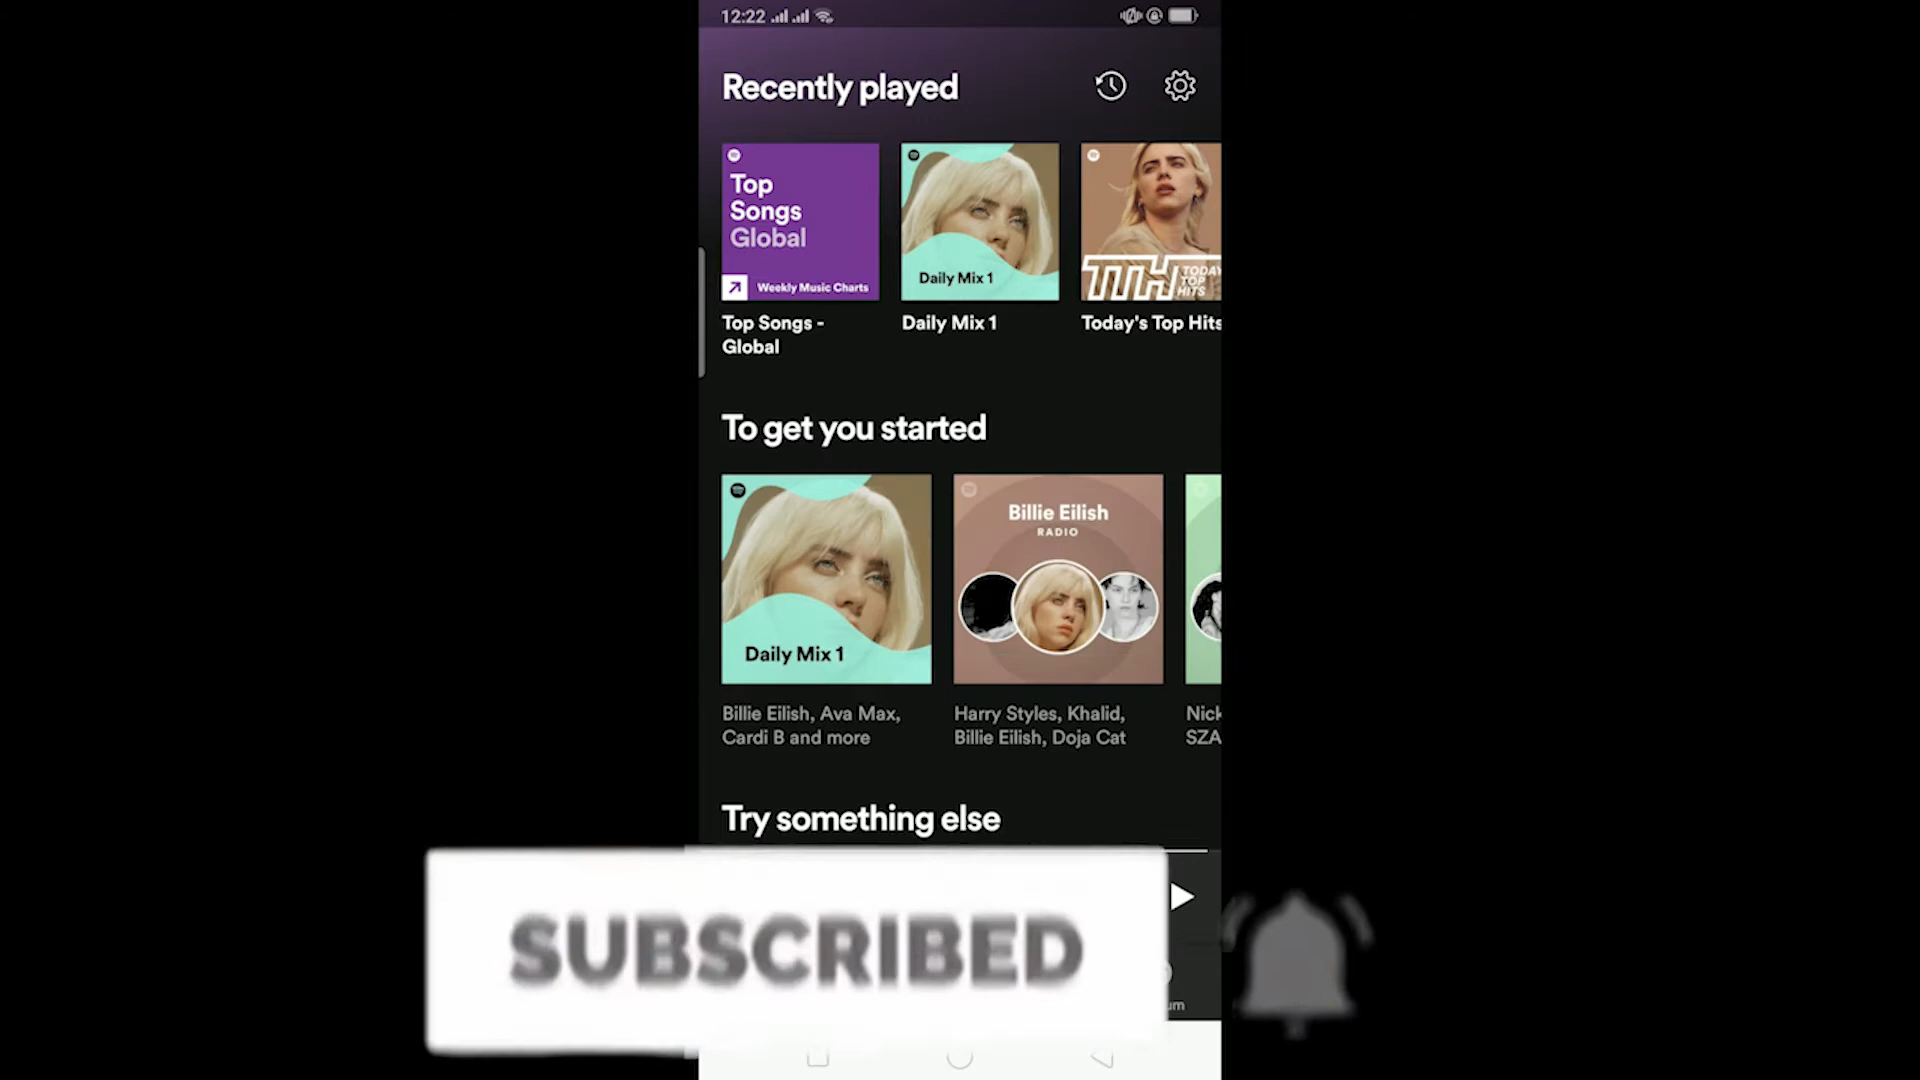 12:22
Recently played
Top
Songs
Global
Weekly Music Charts
Daily Mix 1
TTH TODAY
TOP
HITS
Top Songs -
Global
Daily Mix 1
Today's Top Hits
To get you started
Daily Mix 1
Billie Eilish
RADIO
Billie Eilish, Ava Max,
Cardi B and more
Harry Styles, Khalid,
Billie Eilish, Doja Cat
Nick
SZA
Try something else
SUBSCRIBED
um